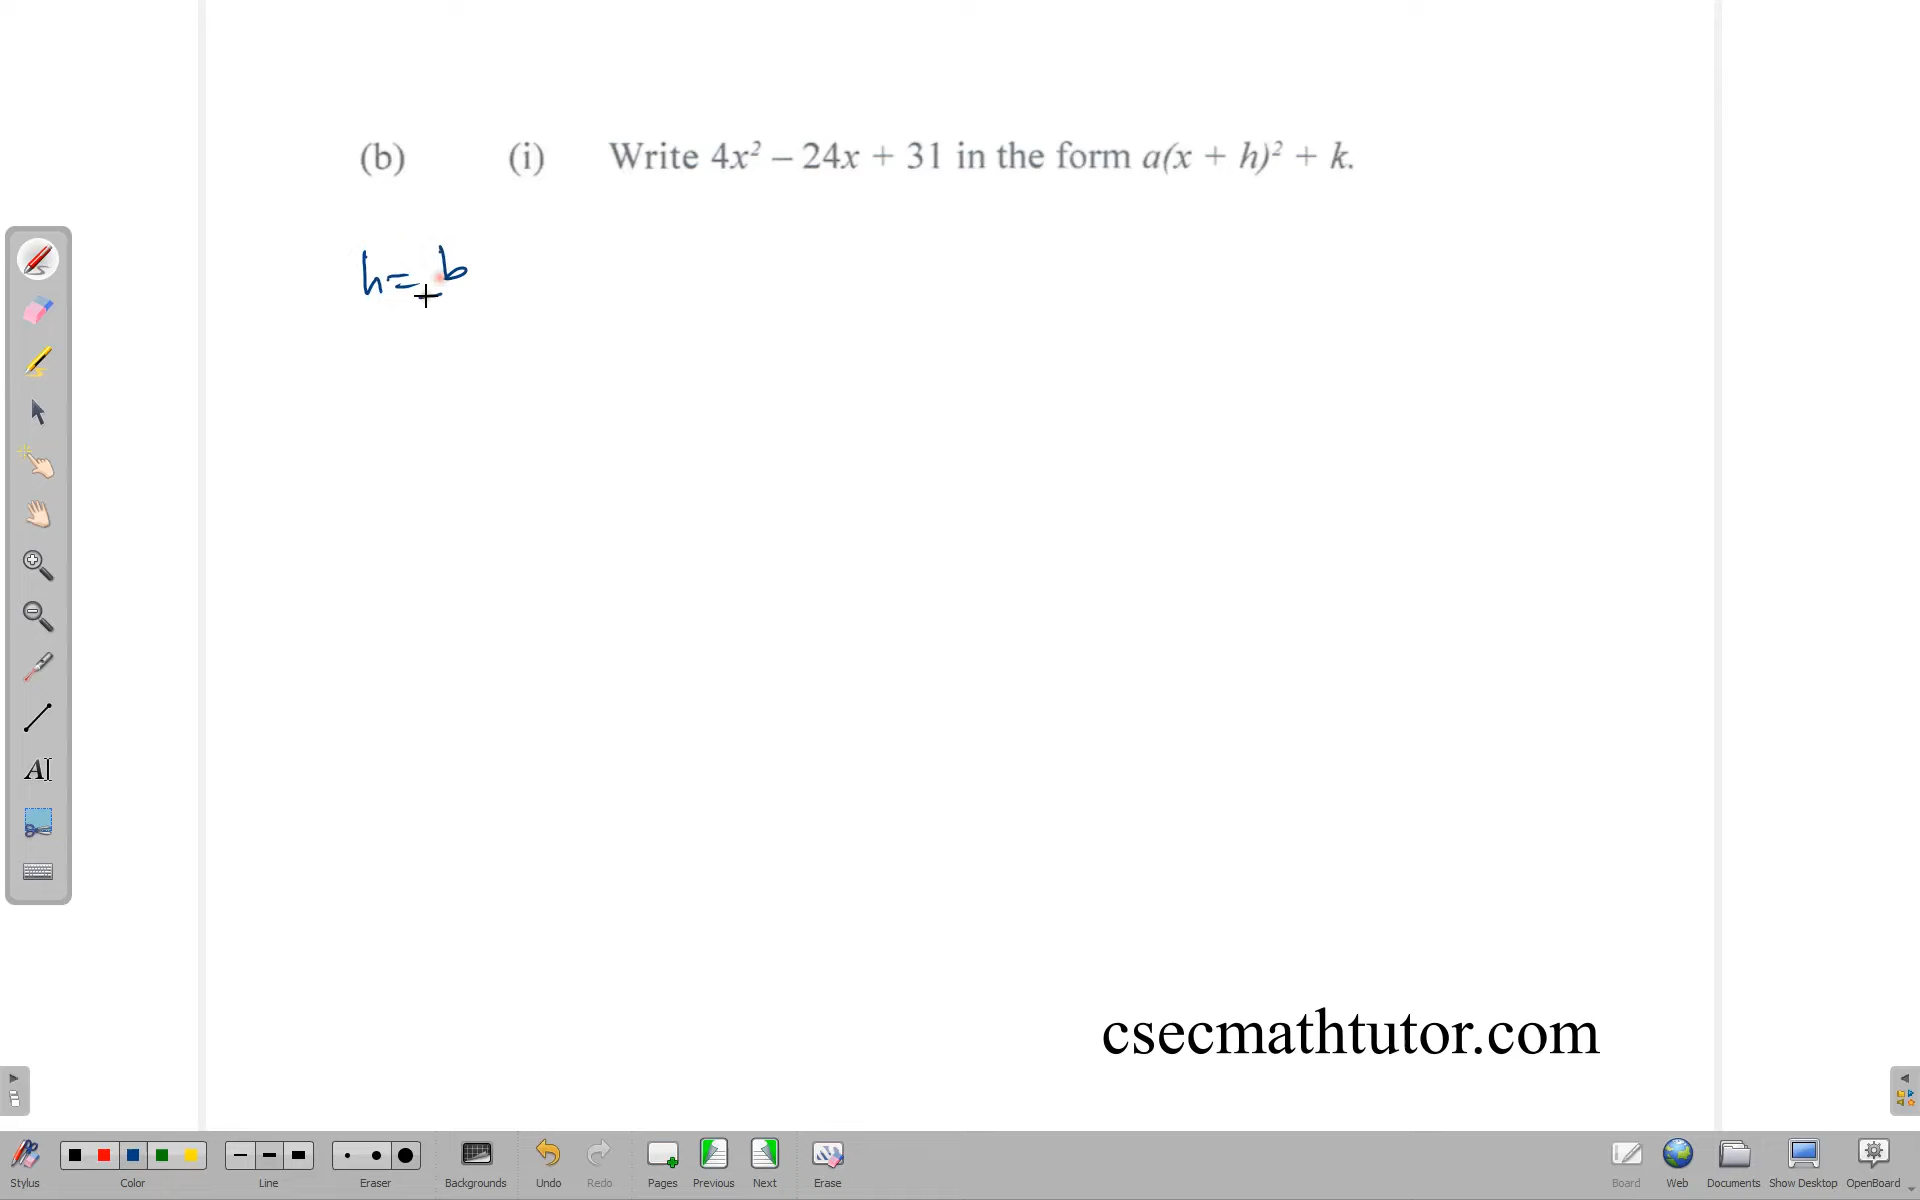 (b) (i) Write 4x² – 24x + 31 in the form a(x + h)² + k.
h= b
AI
csecmathtutor.com
Stylus Color Line Eraser Backgrounds Undo Redo Pages Previous Next Erase Board Web Documents Show Desktop OpenBoard